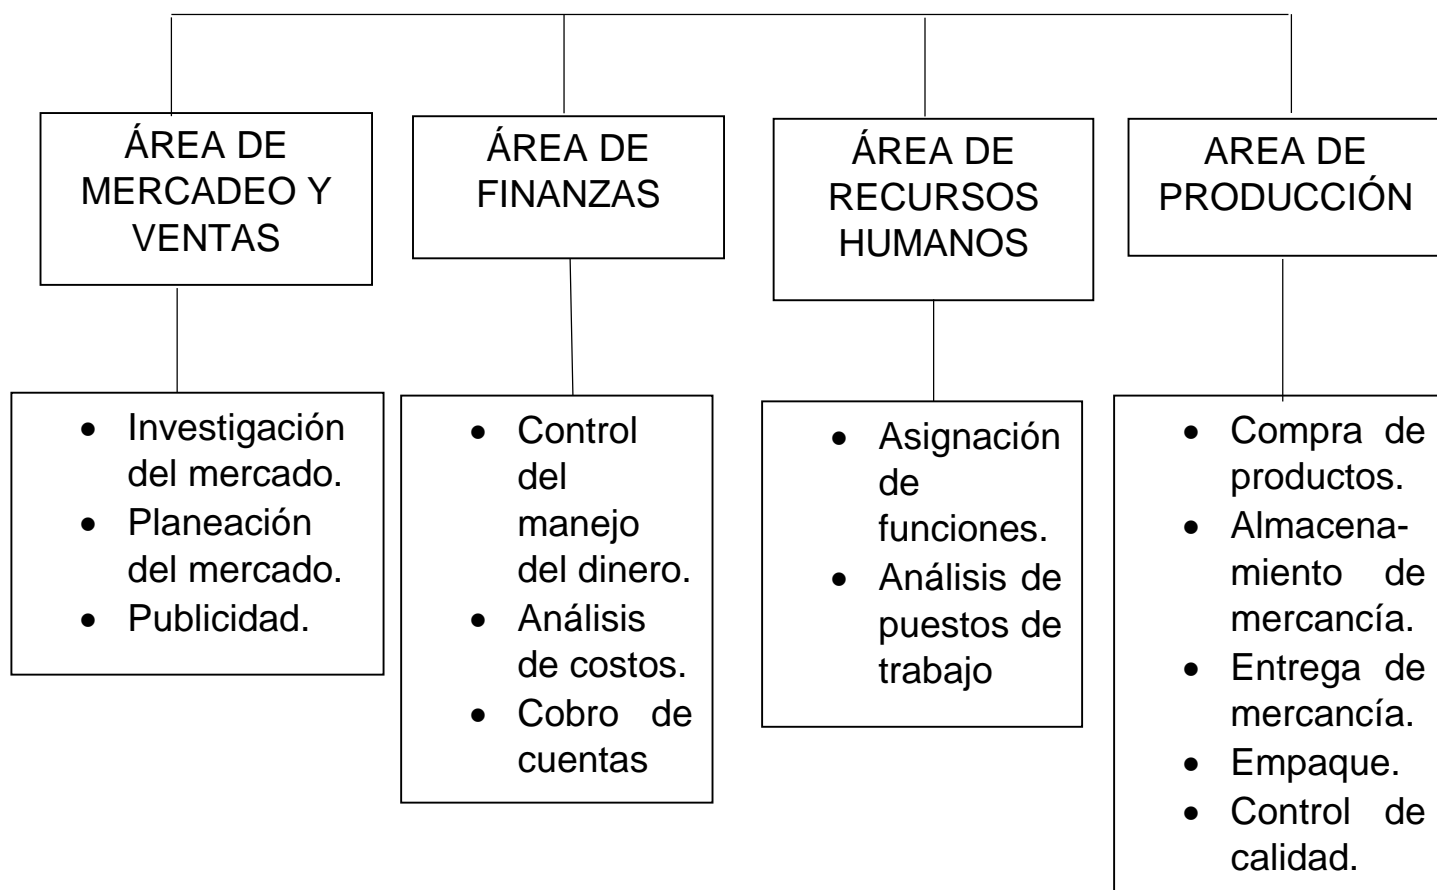 ÁREA DE
MERCADEO Y
VENTAS
ÁREA DE
FINANZAS
ÁREA DE
RECURSOS
HUMANOS
AREA DE
PRODUCCIÓN
• Investigación
del mercado.
• Planeación
del mercado.
• Publicidad.
• Control
del
manejo
del dinero.
• Análisis
de costos.
• Cobro de
cuentas
• Asignación
de
funciones.
• Análisis de
puestos de
trabajo
• Compra de
productos.
• Almacena-
miento de
mercancía.
• Entrega de
mercancía.
• Empaque.
• Control de
calidad.